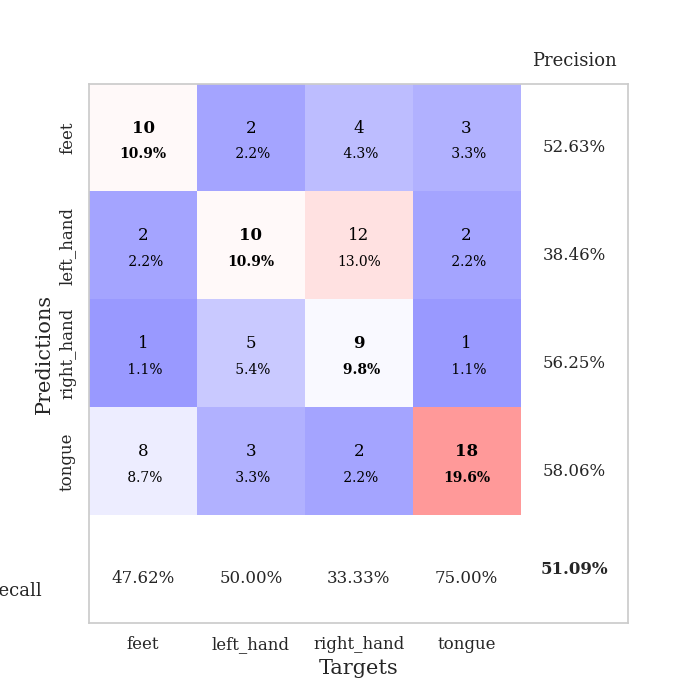 Precision
feet
10 2 4 3
10.9% 2.2% 4.3% 3.3%
52.63%
left_hand
2 10 12 2
2.2% 10.9% 13.0% 2.2%
38.46%
Predictions
right_hand
1 5 9 1
1.1% 5.4% 9.8% 1.1%
56.25%
tongue
8 3 2 18
8.7% 3.3% 2.2% 19.6%
58.06%
ecall
47.62% 50.00% 33.33% 75.00% 51.09%
feet left_hand right_hand tongue
Targets